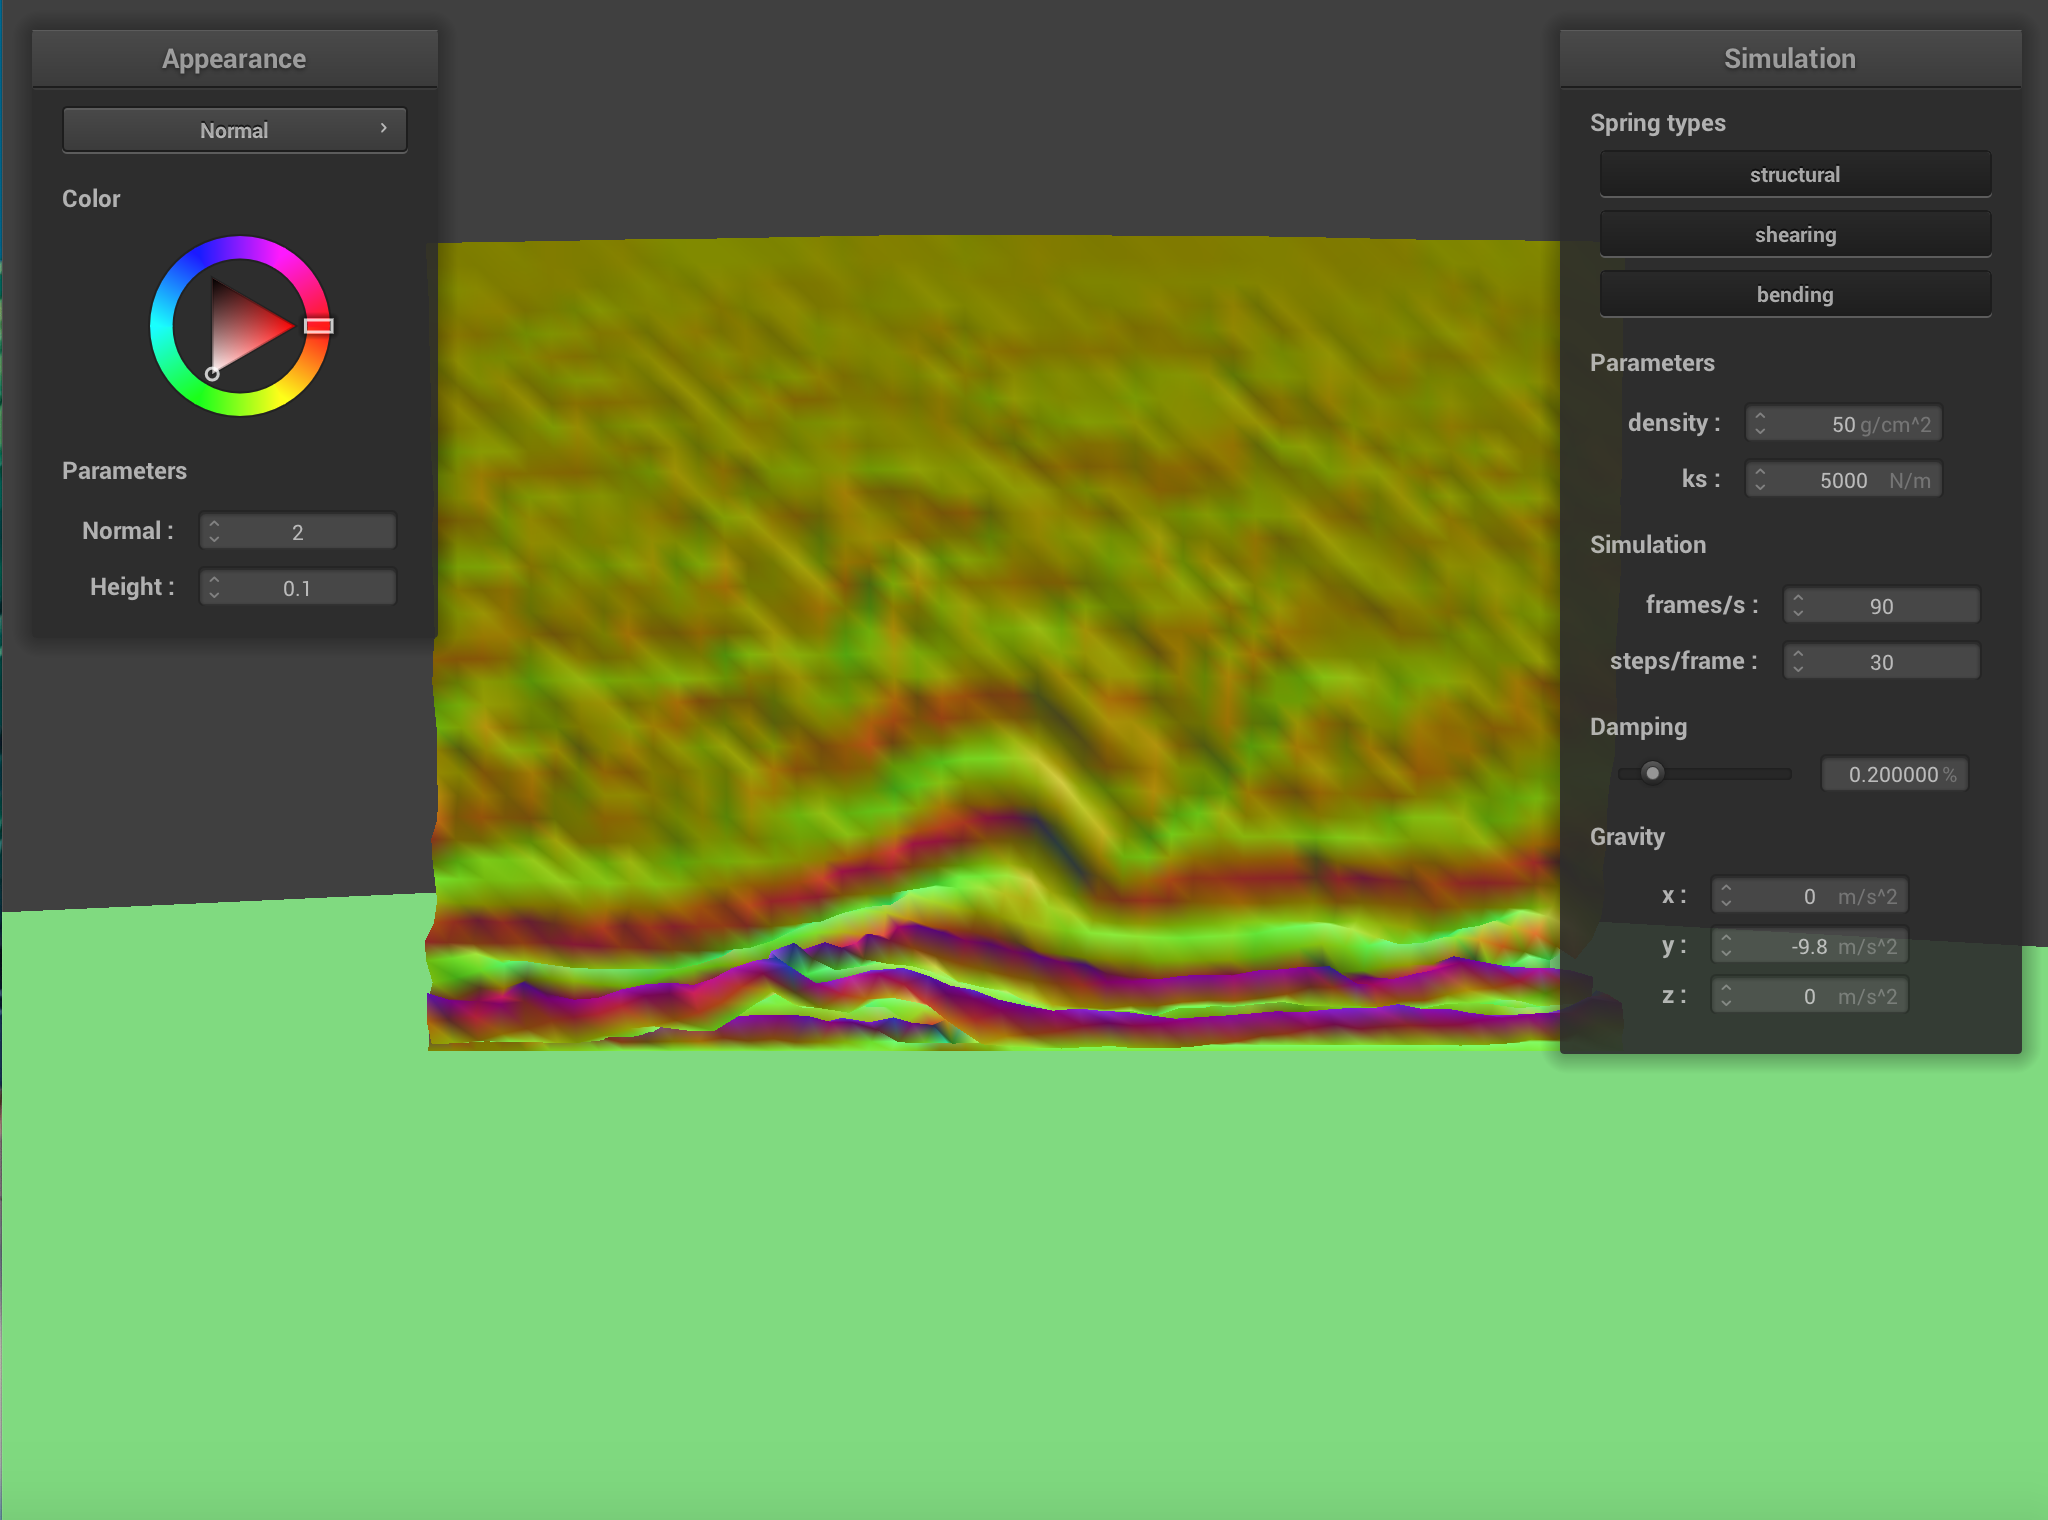 Appearance
Normal
Color
Parameters
Normal : 2
Height : 0.1
Simulation
Spring types
structural
shearing
bending
Parameters
density : 50 g/cm^2
ks : 5000 N/m
Simulation
frames/s : 90
steps/frame : 30
Damping
0.200000 %
Gravity
x : 0 m/s^2
y : -9.8 m/s^2
z : 0 m/s^2